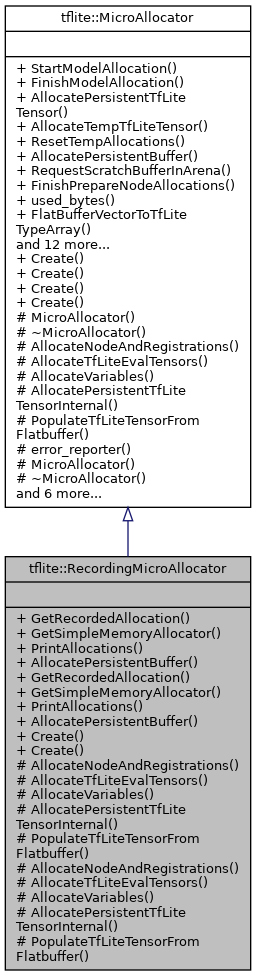 tflite::MicroAllocator
+ StartModelAllocation()
+ FinishModelAllocation()
+ AllocatePersistentTfLite
Tensor()
+ AllocateTempTfLiteTensor()
+ ResetTempAllocations()
+ AllocatePersistentBuffer()
+ RequestScratchBufferInArena()
+ FinishPrepareNodeAllocations()
+ used_bytes()
+ FlatBufferVectorToTfLite
TypeArray()
and 12 more...
+ Create()
+ Create()
+ Create()
+ Create()
# MicroAllocator()
# ~MicroAllocator()
# AllocateNodeAndRegistrations()
# AllocateTfLiteEvalTensors()
# AllocateVariables()
# AllocatePersistentTfLite
TensorInternal()
# PopulateTfLiteTensorFrom
Flatbuffer()
# error_reporter()
# MicroAllocator()
# ~MicroAllocator()
and 6 more...
tflite::RecordingMicroAllocator
+ GetRecordedAllocation()
+ GetSimpleMemoryAllocator()
+ PrintAllocations()
+ AllocatePersistentBuffer()
+ GetRecordedAllocation()
+ GetSimpleMemoryAllocator()
+ PrintAllocations()
+ AllocatePersistentBuffer()
+ Create()
+ Create()
# AllocateNodeAndRegistrations()
# AllocateTfLiteEvalTensors()
# AllocateVariables()
# AllocatePersistentTfLite
TensorInternal()
# PopulateTfLiteTensorFrom
Flatbuffer()
# AllocateNodeAndRegistrations()
# AllocateTfLiteEvalTensors()
# AllocateVariables()
# AllocatePersistentTfLite
TensorInternal()
# PopulateTfLiteTensorFrom
Flatbuffer()